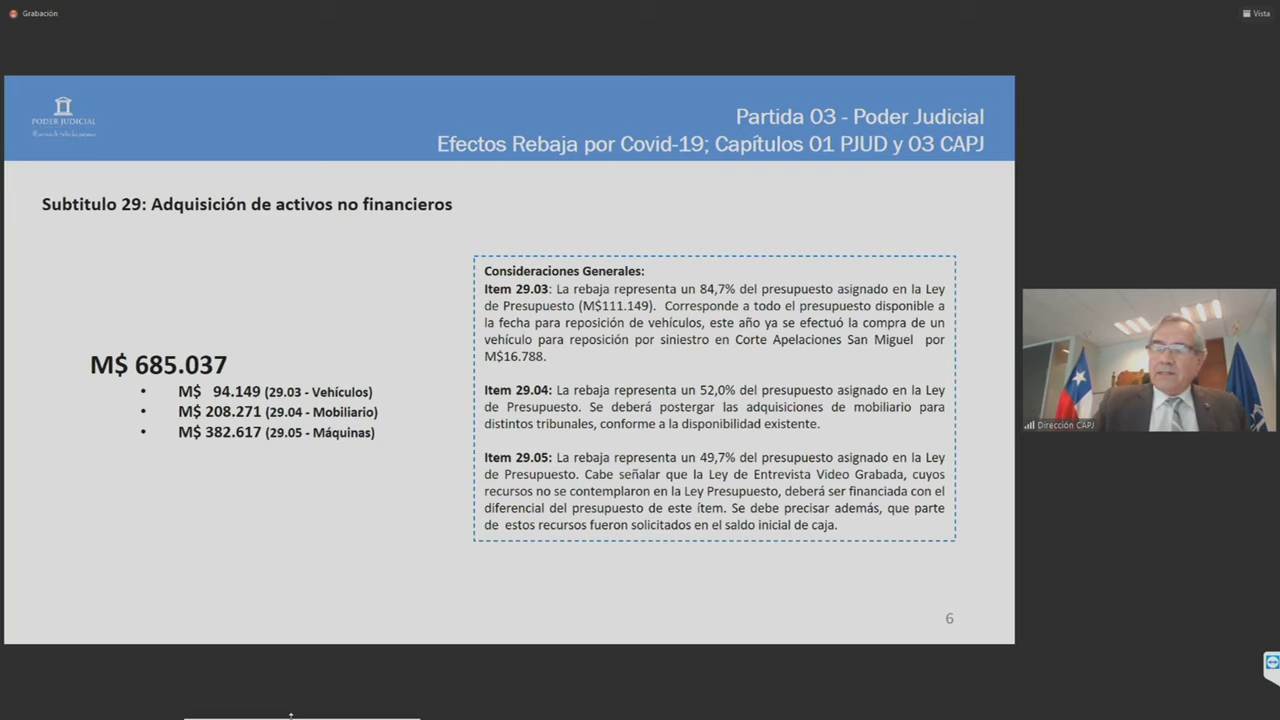 Grabación
Vista
PODER JUDICIAL
Partida 03 - Poder Judicial
Efectos Rebaja por Covid-19; Capítulos 01 PJUD y 03 CAPJ
Subtitulo 29: Adquisición de activos no financieros
M$ 685.037
• M$ 94.149 (29.03 - Vehículos)
• M$ 208.271 (29.04 - Mobiliario)
• M$ 382.617 (29.05 - Máquinas)
Consideraciones Generales:
Item 29.03: La rebaja representa un 84,7% del presupuesto asignado en la Ley
de Presupuesto (M$111.149). Corresponde a todo el presupuesto disponible a
la fecha para reposición de vehículos, este año ya se efectuó la compra de un
vehículo para reposición por siniestro en Corte Apelaciones San Miguel por
M$16.788.
Item 29.04: La rebaja representa un 52,0% del presupuesto asignado en la Ley
de Presupuesto. Se deberá postergar las adquisiciones de mobiliario para
distintos tribunales, conforme a la disponibilidad existente.
Item 29.05: La rebaja representa un 49,7% del presupuesto asignado en la Ley
de Presupuesto. Cabe señalar que la Ley de Entrevista Video Grabada, cuyos
recursos no se contemplaron en la Ley Presupuesto, deberá ser financiada con el
diferencial del presupuesto de este ítem. Se debe precisar además, que parte
de estos recursos fueron solicitados en el saldo inicial de caja.
Dirección CAPJ
6